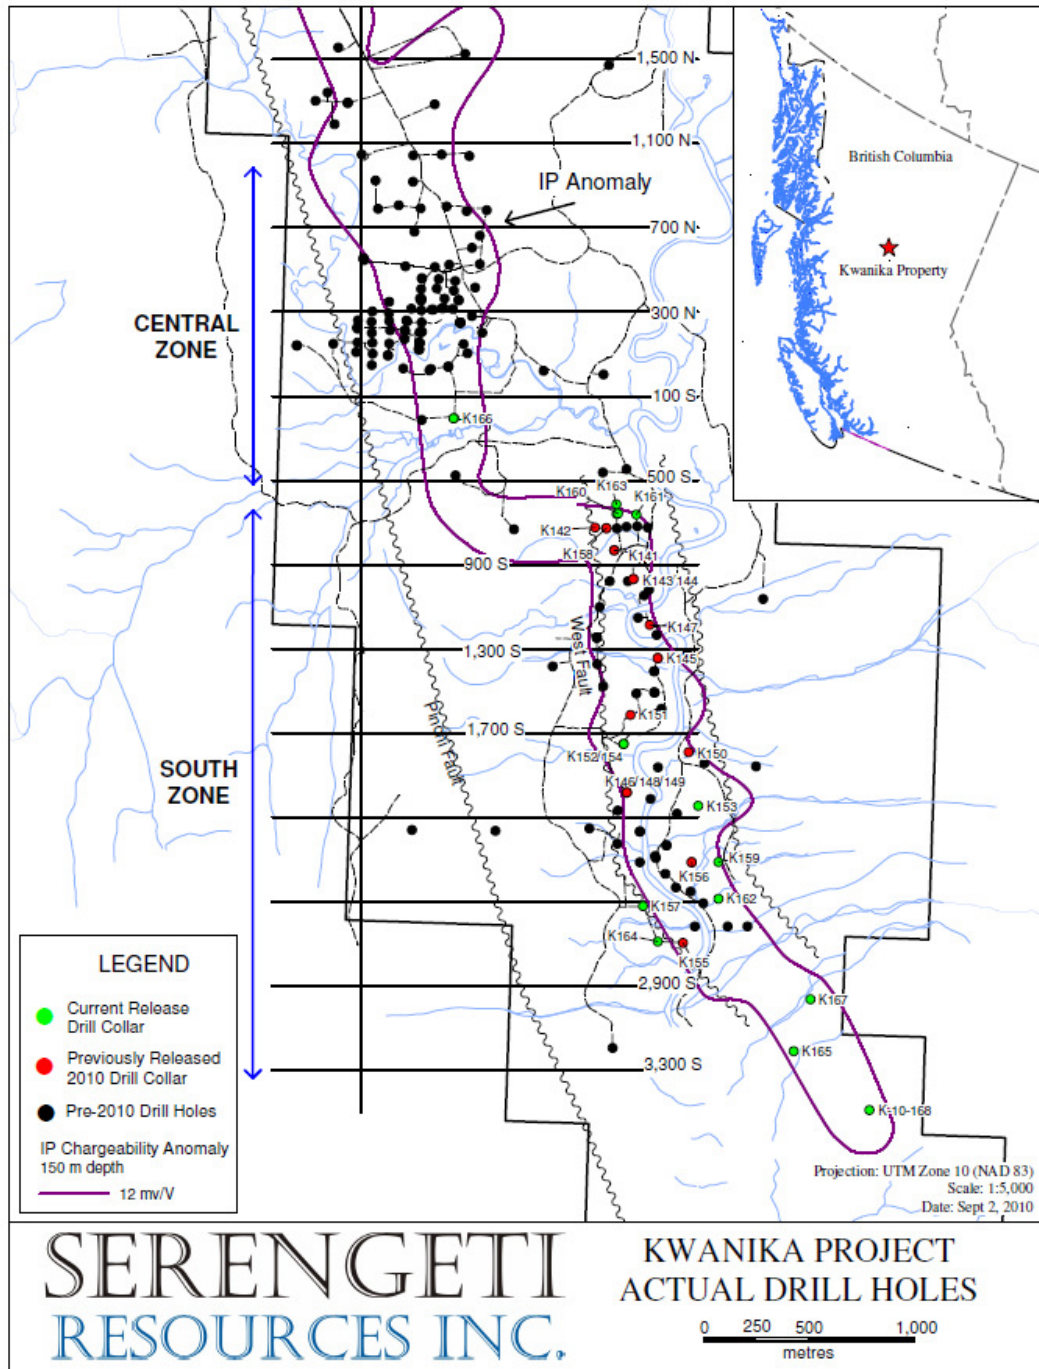 1,500 N
1,100 N
British Columbia
IP Anomaly
700 N
Kwanika Property
300 N
CENTRAL
ZONE
100 S
K166
500 S
K163
K160
K161
K142
K158
K141
900 S
K143/144
K147
West Fault
1,300 S
K145
Pinchi Fault
K151
1,700 S
K150
K152/154
SOUTH
ZONE
K146/148/149
K153
K159
K156
K162
K157
K164
K155
2,900 S
K167
K165
3,300 S
K-10-168
LEGEND
Current Release
Drill Collar
Previously Released
2010 Drill Collar
Pre-2010 Drill Holes
IP Chargeability Anomaly
150 m depth
12 mv/V
Projection: UTM Zone 10 (NAD 83)
Scale: 1:5,000
Date: Sept 2, 2010
SERENGETI
RESOURCES INC.
KWANIKA PROJECT
ACTUAL DRILL HOLES
0 250 500 1,000
metres